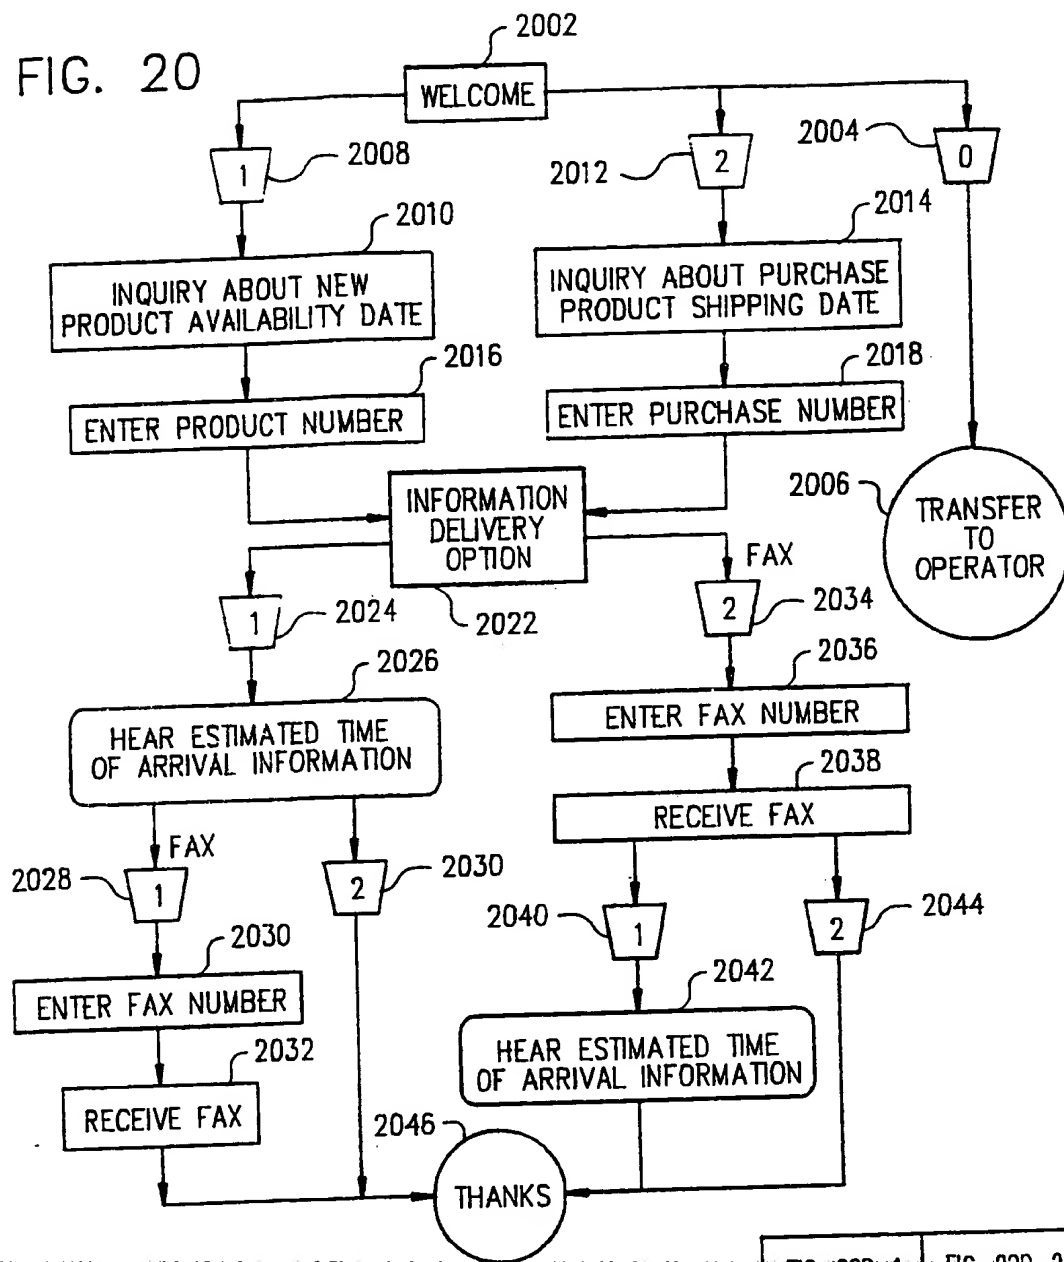 FIG. 20
2002
WELCOME
2008
1
2012
2
2004
0
2010
INQUIRY ABOUT NEW
PRODUCT AVAILABILITY DATE
2014
INQUIRY ABOUT PURCHASE
PRODUCT SHIPPING DATE
2016
ENTER PRODUCT NUMBER
2018
ENTER PURCHASE NUMBER
2006
TRANSFER
TO
OPERATOR
INFORMATION
DELIVERY
OPTION
2022
1
2024
FAX
2
2034
2026
HEAR ESTIMATED TIME
OF ARRIVAL INFORMATION
2036
ENTER FAX NUMBER
2038
RECEIVE FAX
FAX
2028
1
2
2030
2040
1
2
2044
2030
ENTER FAX NUMBER
2042
HEAR ESTIMATED TIME
OF ARRIVAL INFORMATION
2032
RECEIVE FAX
2046
THANKS